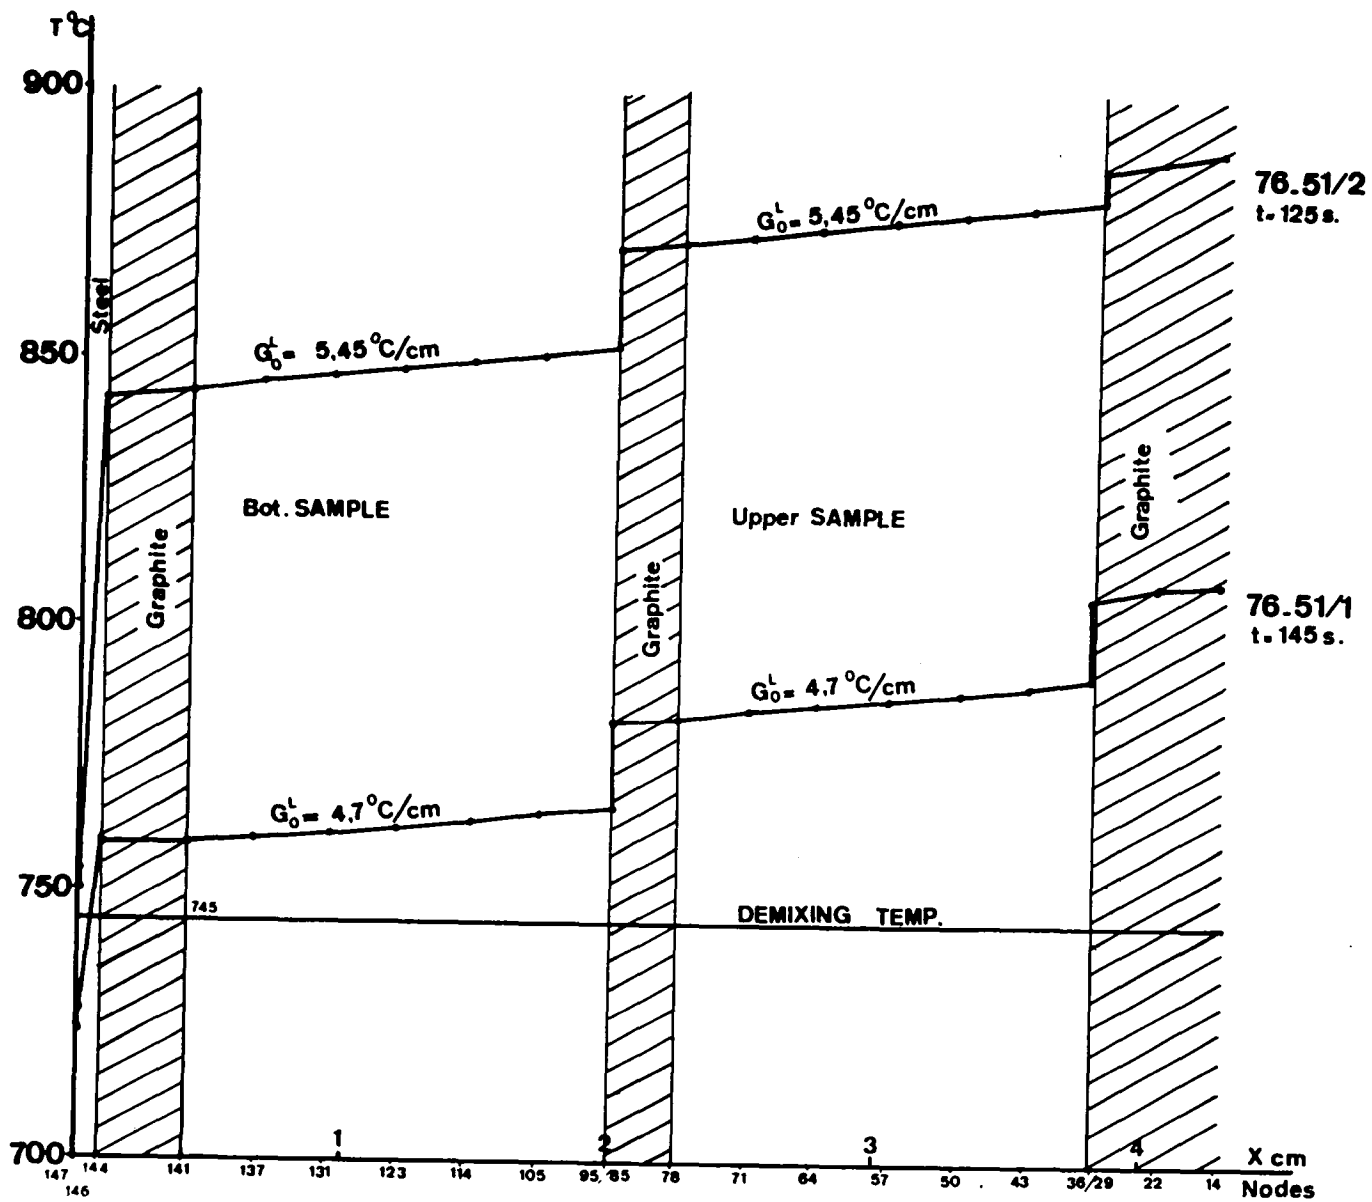 T°C
900
76.51/2
t=125 s.
G₀ᴸ= 5,45 °C/cm
Steel
850
G₀ᴸ= 5,45 °C/cm
Graphite
Bot. SAMPLE
Upper SAMPLE
Graphite
Graphite
800
76.51/1
t=145 s.
G₀ᴸ= 4,7 °C/cm
G₀ᴸ= 4,7 °C/cm
750
745
DEMIXING TEMP.
700
1 2 3 4
X cm
147 144 141 137 131 123 114 105 95/85 78 71 64 57 50 43 36/29 22 14
146
Nodes